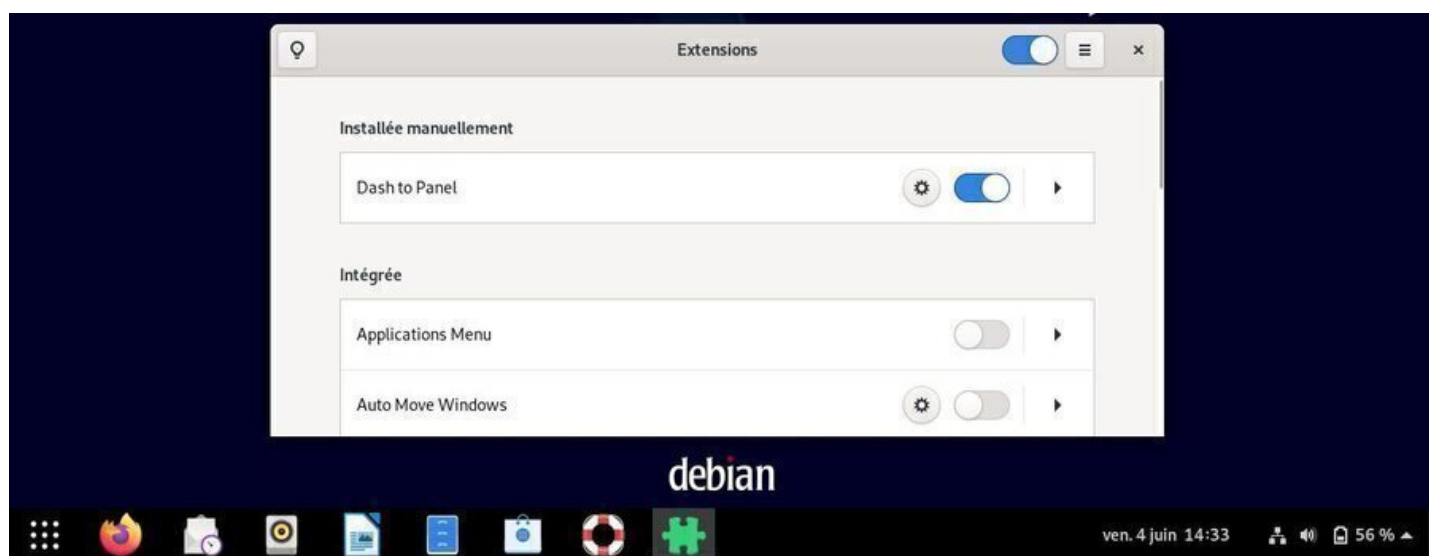 Extensions
Installée manuellement
Dash to Panel
Intégrée
Applications Menu
Auto Move Windows
debian
ven. 4 juin 14:33 56 %